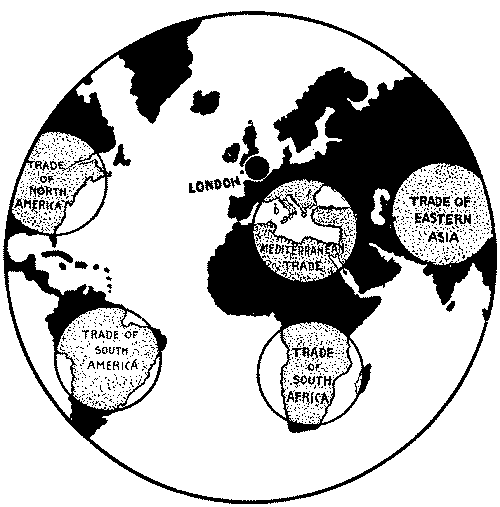 TRADE
OF
NORTH
AMERICA
LONDON
MEDITERRANEAN
TRADE
TRADE OF
EASTERN
ASIA
TRADE OF
SOUTH
AMERICA
TRADE
OF
SOUTH
AFRICA